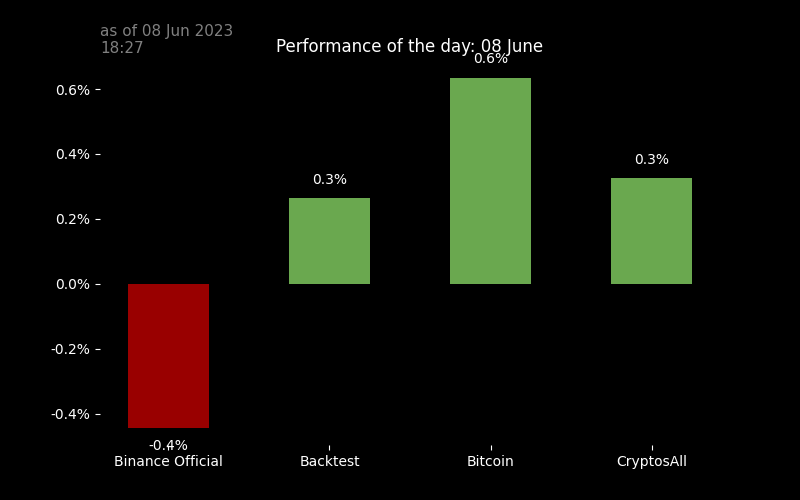 as of 08 Jun 2023
18:27
Performance of the day: 08 June
0.6%
0.6%
0.4%
0.3%
0.3%
0.2%
0.0%
-0.2%
-0.4%
-0.4%
Binance Official
Backtest
Bitcoin
CryptosAll